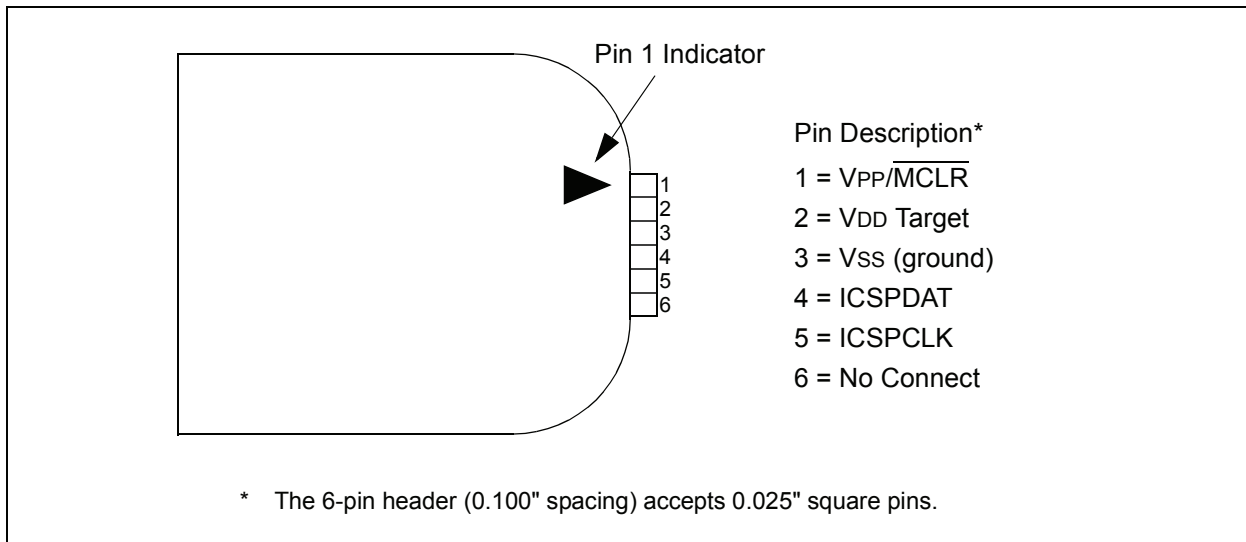 Pin 1 Indicator
Pin Description*
1 = VPP/MCLR
2 = VDD Target
3 = VSS (ground)
4 = ICSPDAT
5 = ICSPCLK
6 = No Connect
1
2
3
4
5
6
* The 6-pin header (0.100" spacing) accepts 0.025" square pins.